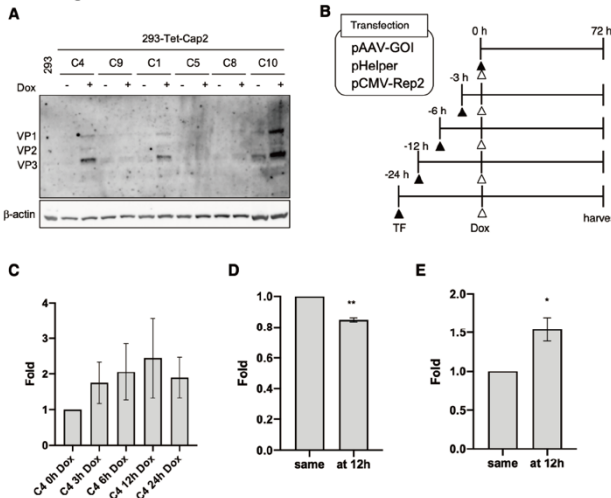 A
293-Tet-Cap2
293
C4 C9 C1 C5 C8 C10
Dox - + - + - + - + - + - +
VP1
VP2
VP3
β-actin
B
Transfection
pAAV-GOI
pHelper
pCMV-Rep2
0 h 72 h
-3 h
-6 h
-12 h
-24 h
TF Dox harves
C
Fold
4
3
2
1
0
C4 0h Dox
C4 3h Dox
C4 6h Dox
C4 12h Dox
C4 24h Dox
D
Fold
1.0
0.8
0.6
0.4
0.2
0.0
**
same at 12h
E
Fold
2.0
1.5
1.0
0.5
0.0
*
same at 12h